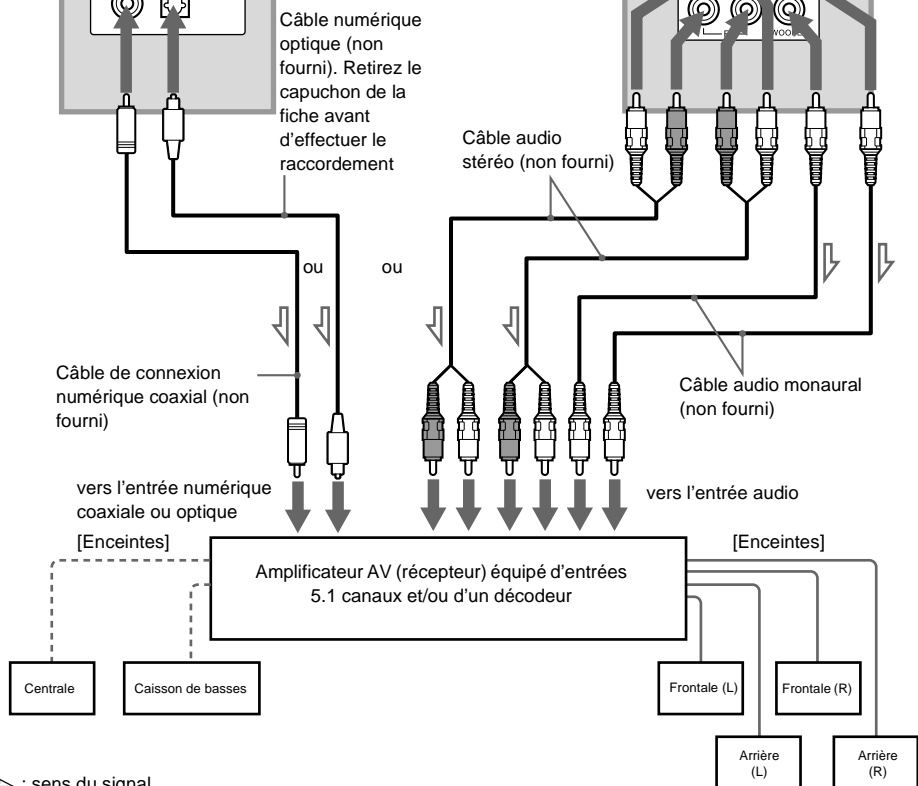 Câble numérique
optique (non
fourni). Retirez le
capuchon de la
fiche avant
d'effectuer le
raccordement
Câble audio
stéréo (non fourni)
ou
ou
Câble de connexion
numérique coaxial (non
fourni)
Câble audio monaural
(non fourni)
vers l'entrée numérique
coaxiale ou optique
vers l'entrée audio
[Enceintes]
[Enceintes]
Amplificateur AV (récepteur) équipé d'entrées
5.1 canaux et/ou d'un décodeur
Centrale
Caisson de basses
Frontale (L)
Frontale (R)
Arrière
(L)
Arrière
(R)
: sens du signal